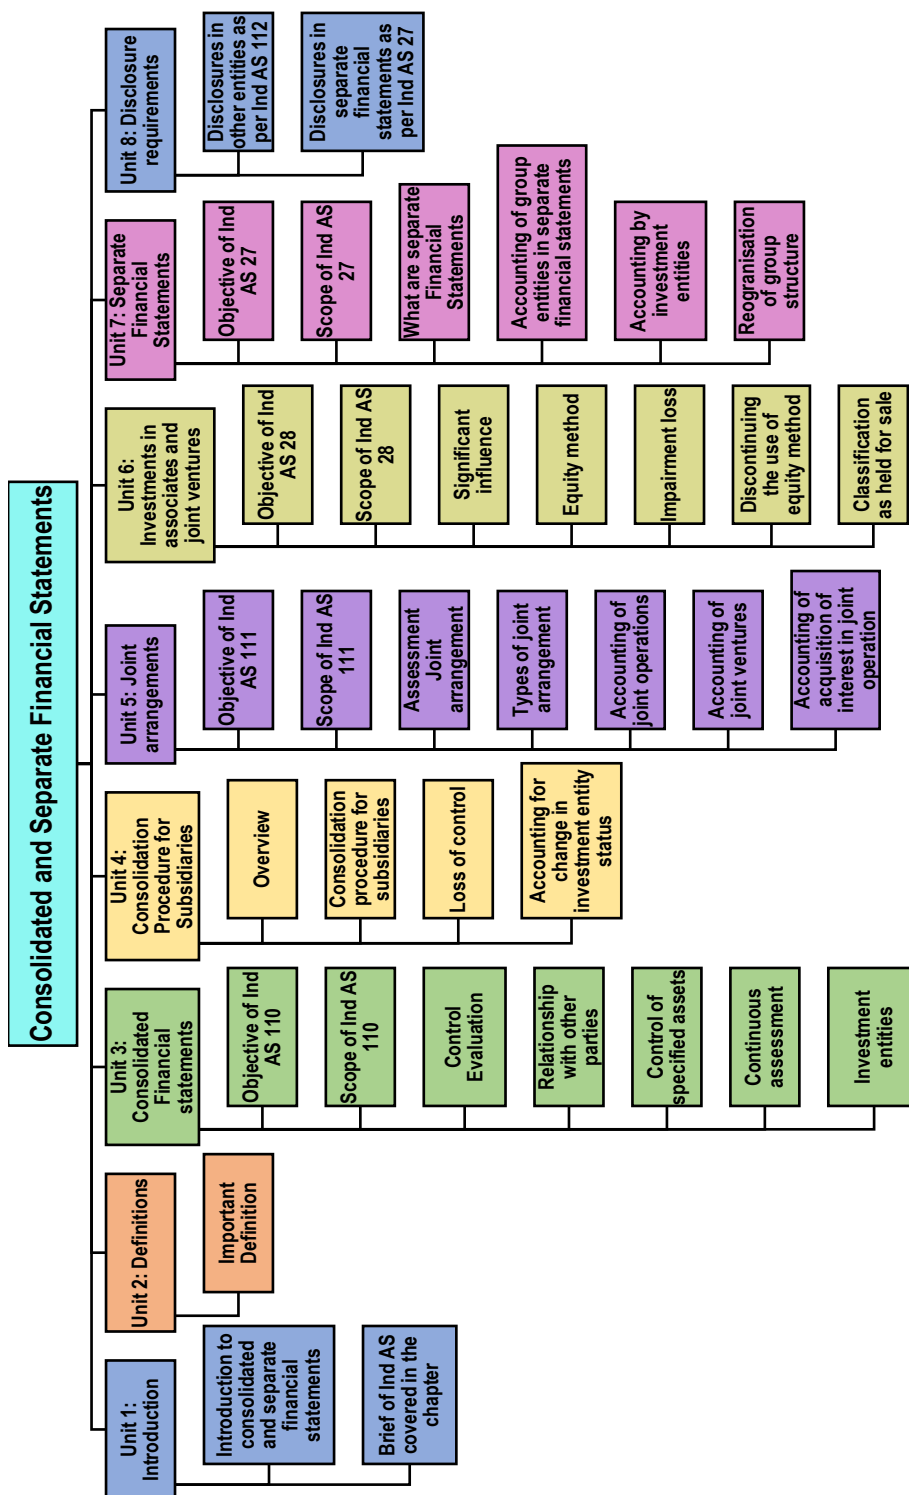 Consolidated and Separate Financial Statements
Unit 1:
Introduction
Introduction to
consolidated
and separate
financial
statements
Brief of Ind AS
covered in the
chapter
Unit 2: Definitions
Important
Definition
Unit 3:
Consolidated
Financial
statements
Objective of Ind
AS 110
Scope of Ind AS
110
Control
Evaluation
Relationship
with other
parties
Control of
specified assets
Continuous
assessment
Investment
entities
Unit 4:
Consolidation
Procedure for
Subsidiaries
Overview
Consolidation
procedure for
subsidiaries
Loss of control
Accounting for
change in
investment entity
status
Unit 5: Joint
arrangements
Objective of Ind
AS 111
Scope of Ind AS
111
Assessment
Joint
arrangement
Types of joint
arrangement
Accounting of
joint operations
Accounting of
joint ventures
Accounting of
acquisition of
interest in joint
operation
Unit 6:
Investments in
associates and
joint ventures
Objective of Ind
AS 28
Scope of Ind AS
28
Significant
influence
Equity method
Impairment loss
Discontinuing
the use of
equity method
Classification
as held for sale
Unit 7: Separate
Financial
Statements
Objective of Ind
AS 27
Scope of Ind AS
27
What are separate
Financial
Statements
Accounting of group
entities in separate
financial statements
Accounting by
investment
entities
Reogranisation
of group
structure
Unit 8: Disclosure
requirements
Disclosures in
other entities as
per Ind AS 112
Disclosures in
separate
financial
statements as
per Ind AS 27